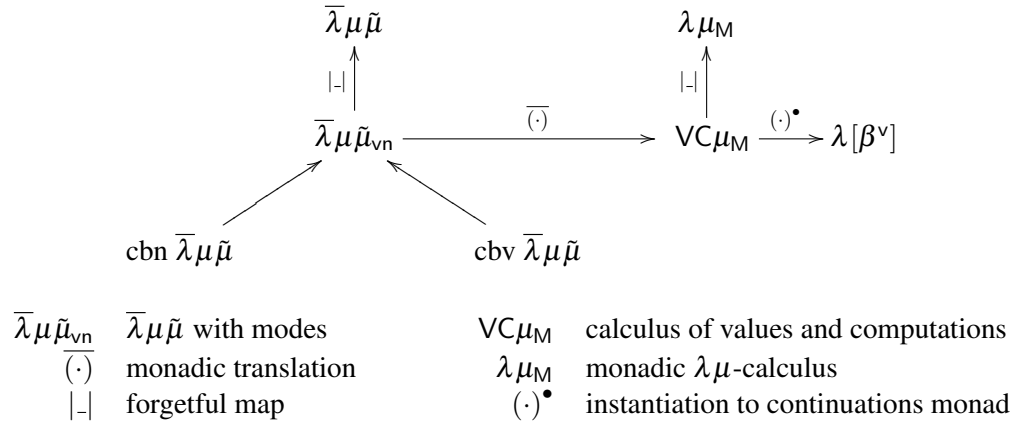 λ̅μμ̃ λμ_M
|_| |_|
λ̅μμ̃_vn (·)̅ VCμ_M (·)• λ[β^v]
cbn λ̅μμ̃ cbv λ̅μμ̃
λ̅μμ̃_vn λ̅μμ̃ with modes VCμ_M calculus of values and computations
(·)̅ monadic translation λμ_M monadic λμ-calculus
|_| forgetful map (·)• instantiation to continuations monad